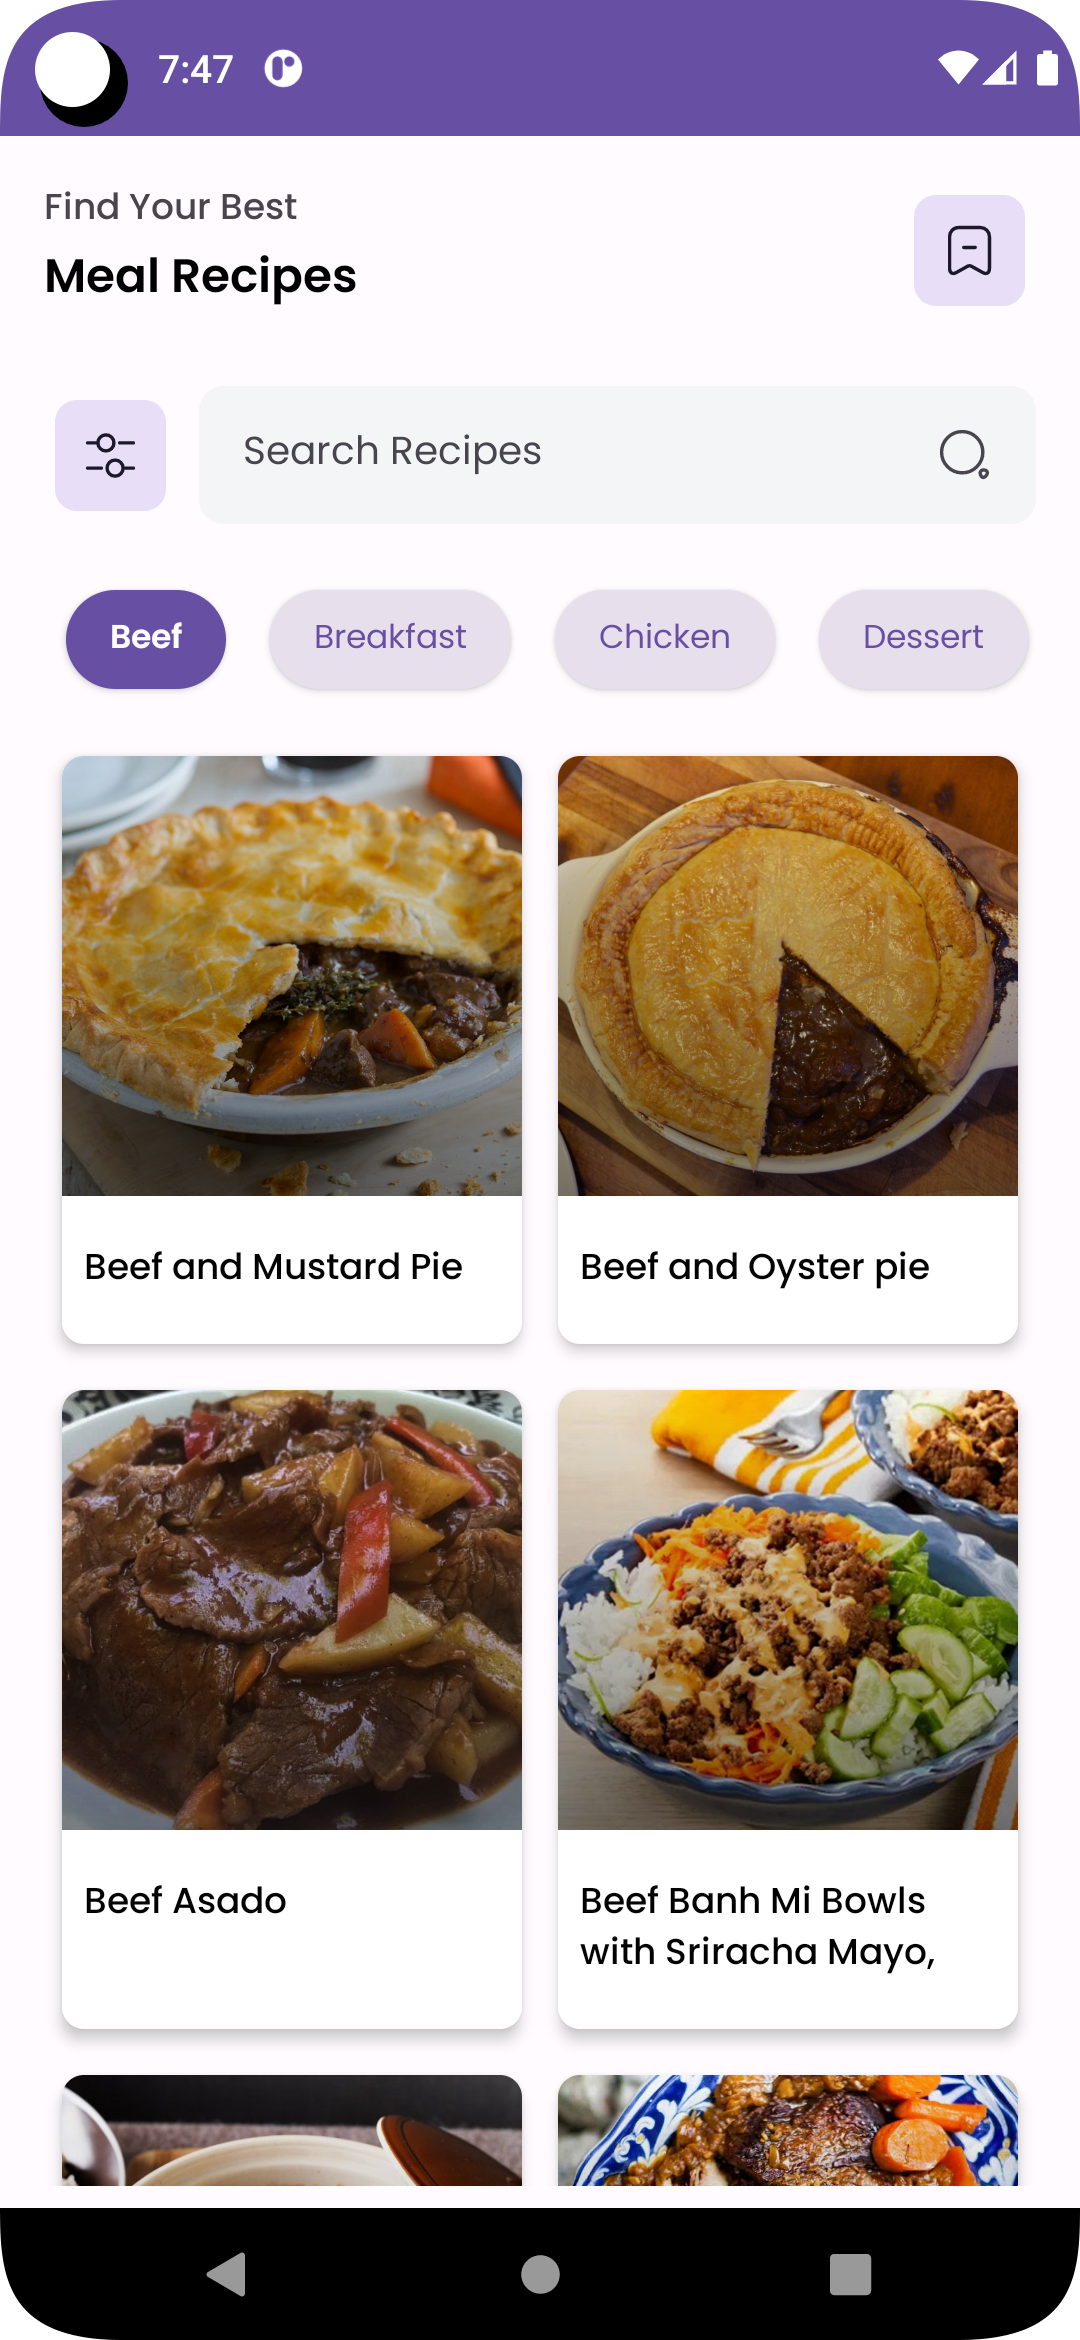 7:47
Find Your Best
Meal Recipes
Search Recipes
Beef
Breakfast
Chicken
Dessert
Beef and Mustard Pie
Beef and Oyster pie
Beef Asado
Beef Banh Mi Bowls
with Sriracha Mayo,